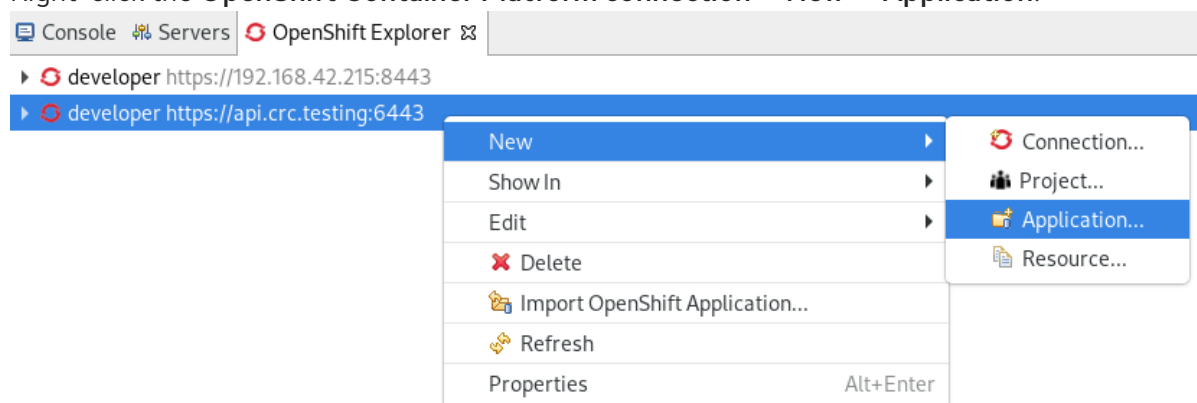 Console Servers OpenShift Explorer
developer https://192.168.42.215:8443
developer https://api.crc.testing:6443
New
Show In
Edit
Delete
Import OpenShift Application...
Refresh
Properties Alt+Enter
Connection...
Project...
Application...
Resource...